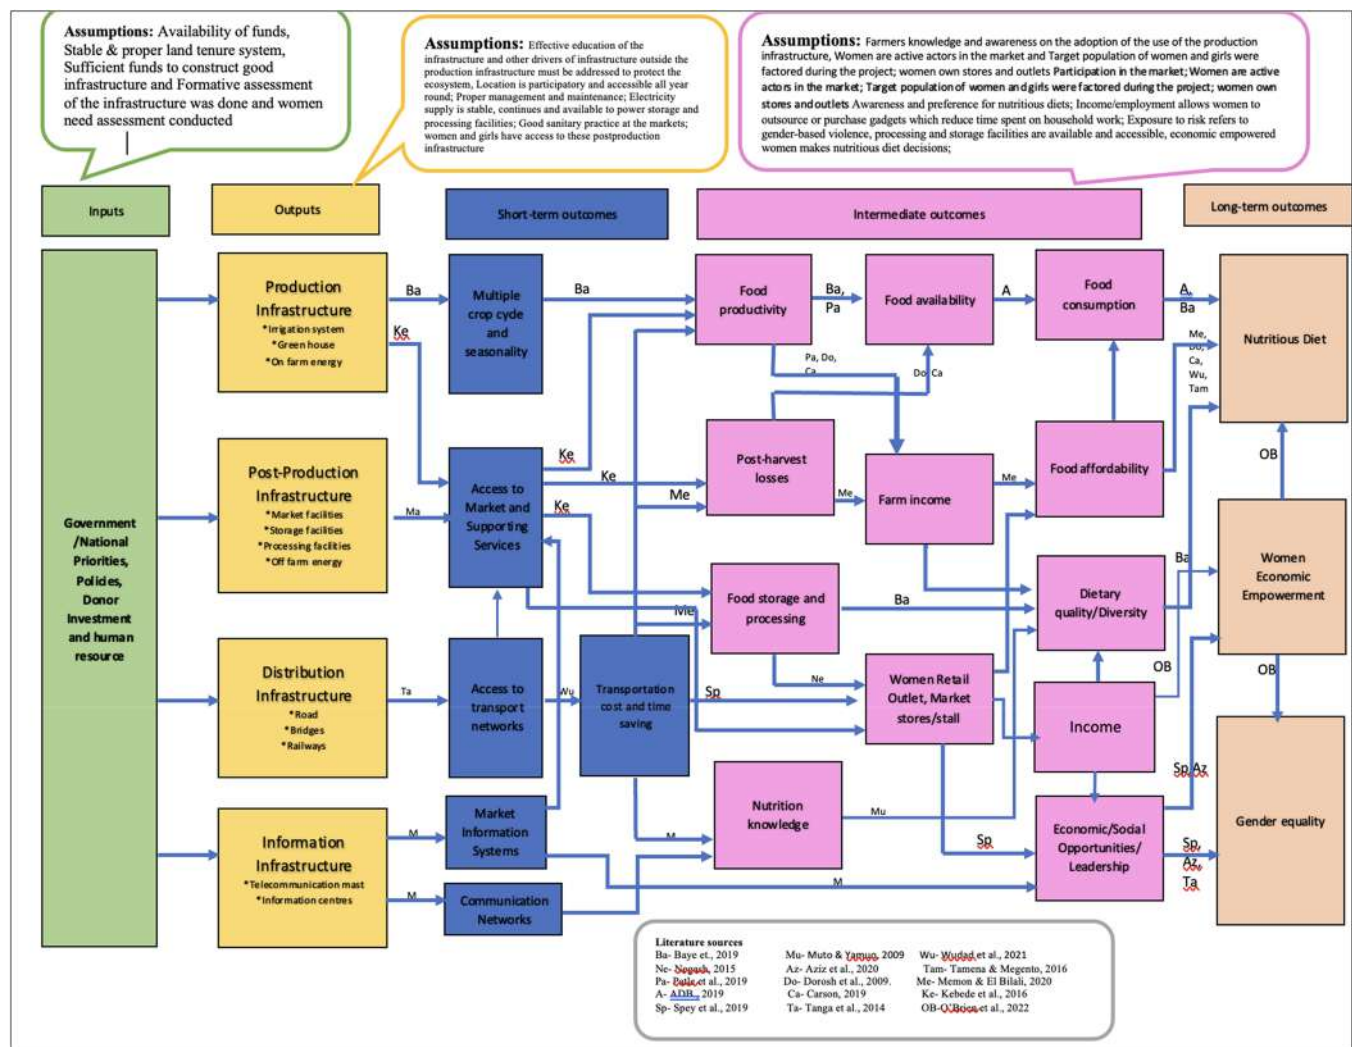 Assumptions: Availability of funds,
Stable & proper land tenure system,
Sufficient funds to construct good
infrastructure and Formative assessment
of the infrastructure was done and women
need assessment conducted
Assumptions: Effective education of the
infrastructure and other drivers of infrastructure outside the
production infrastructure must be addressed to protect the
ecosystem, Location is participatory and accessible all year
round; Proper management and maintenance; Electricity
supply is stable, continues and available to power storage and
processing facilities; Good sanitary practice at the markets;
women and girls have access to these postproduction
infrastructure
Assumptions: Farmers knowledge and awareness on the adoption of the use of the production
infrastructure, Women are active actors in the market and Target population of women and girls were
factored during the project; women own stores and outlets Participation in the market; Women are active
actors in the market; Target population of women and girls were factored during the project; women own
stores and outlets Awareness and preference for nutritious diets; Income/employment allows women to
outsource or purchase gadgets which reduce time spent on household work; Exposure to risk refers to
gender-based violence, processing and storage facilities are available and accessible, economic empowered
women makes nutritious diet decisions;
Inputs
Outputs
Short-term outcomes
Intermediate outcomes
Long-term outcomes
Government
/National
Priorities,
Policies,
Donor
Investment
and human
resource
Production
Infrastructure
*Irrigation system
*Green house
*On farm energy
Ba
Ke
Multiple
crop cycle
and
seasonality
Ba
Food
productivity
Ba,
Pa
Food availability
A
Food
consumption
A,
Ba
Nutritious Diet
Pa, Do,
Ca
Do, Ca
Me,
Do,
Ca,
Wu,
Tam
Post-Production
Infrastructure
*Market facilities
*Storage facilities
*Processing facilities
*Off farm energy
Ma
Access to
Market and
Supporting
Services
Ke
Ke
Ke
Me
Post-harvest
losses
Me
Farm income
Me
Food affordability
OB
Women
Economic
Empowerment
Food storage and
processing
Ba
Me
Dietary
quality/Diversity
Ba
Distribution
Infrastructure
*Road
*Bridges
*Railways
Ta
Access to
transport
networks
Wu
Transportation
cost and time
saving
Sp
Ne
Women Retail
Outlet, Market
stores/stall
Income
OB
OB
Sp,Az
Information
Infrastructure
*Telecommunication mast
*Information centres
M
M
Market
Information
Systems
Communication
Networks
M
Nutrition
knowledge
Mu
M
Sp
Economic/Social
Opportunities/
Leadership
Sp,
Az,
Ta
Gender equality
Literature sources
Ba- Baye et., 2019 Mu- Muto & Yamuo, 2009 Wu- Wudad et al., 2021
Ne- Negash, 2015 Az- Aziz et al., 2020 Tam- Tamena & Megento, 2016
Pa- et al., 2019 Do- Dorosh et al., 2009. Me- Memon & El Bilali, 2020
A- ADB., 2019 Ca- Carson, 2019 Ke- Kebede et al., 2016
Sp- Spey et al., 2019 Ta- Tanga et al., 2014 OB-O'Brien et al., 2022